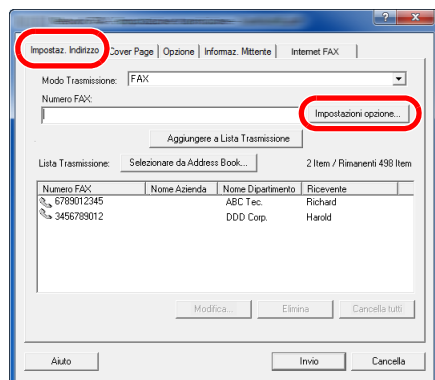 Impostaz. Indirizzo Cover Page Opzione Informaz. Mittente Internet FAX
Modo Trasmissione: FAX
Numero FAX:
Impostazioni opzione...
Aggiungere a Lista Trasmissione
Lista Trasmissione: Selezionare da Address Book... 2 Item / Rimanenti 498 Item
Numero FAX Nome Azienda Nome Dipartimento Ricevente
6789012345 ABC Tec. Richard
3456789012 DDD Corp. Harold
Modifica... Elimina Cancella tutti
Aiuto Invio Cancella